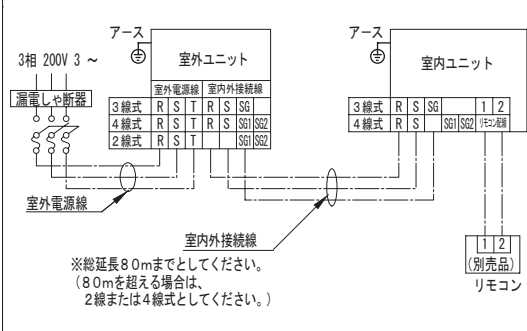 アース
3相 200V 3 ~
漏電しゃ断器
室外ユニット
室外電源線 室内外接続線
3線式 R S T R S SG
4線式 R S T R S SG1 SG2
2線式 R S T SG1 SG2
アース
室内ユニット
3線式 R S SG 1 2
4線式 R S SG1 SG2 リモコン配線
室外電源線
室内外接続線
※総延長80mまでとしてください。
(80mを超える場合は、
2線または4線式としてください。)
1 2
(別売品)
リモコン